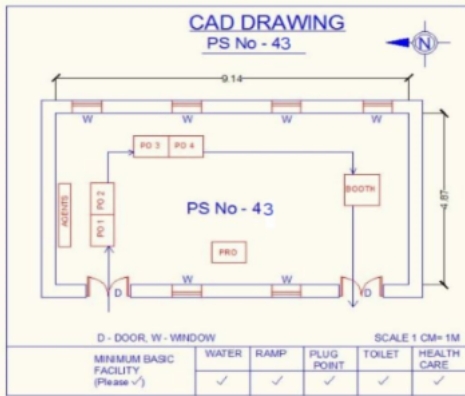 CAD DRAWING
PS No - 43
N
9.14
W W W W
PO 3 PO 4
AGENTS
PO 1 PO 2
BOOTH
4.87
PS No - 43
PRO
W W
D D
D - DOOR, W - WINDOW
SCALE 1 CM= 1M
MINIMUM BASIC FACILITY (Please ✓)
WATER
RAMP
PLUG POINT
TOILET
HEALTH CARE
✓ ✓ ✓ ✓ ✓